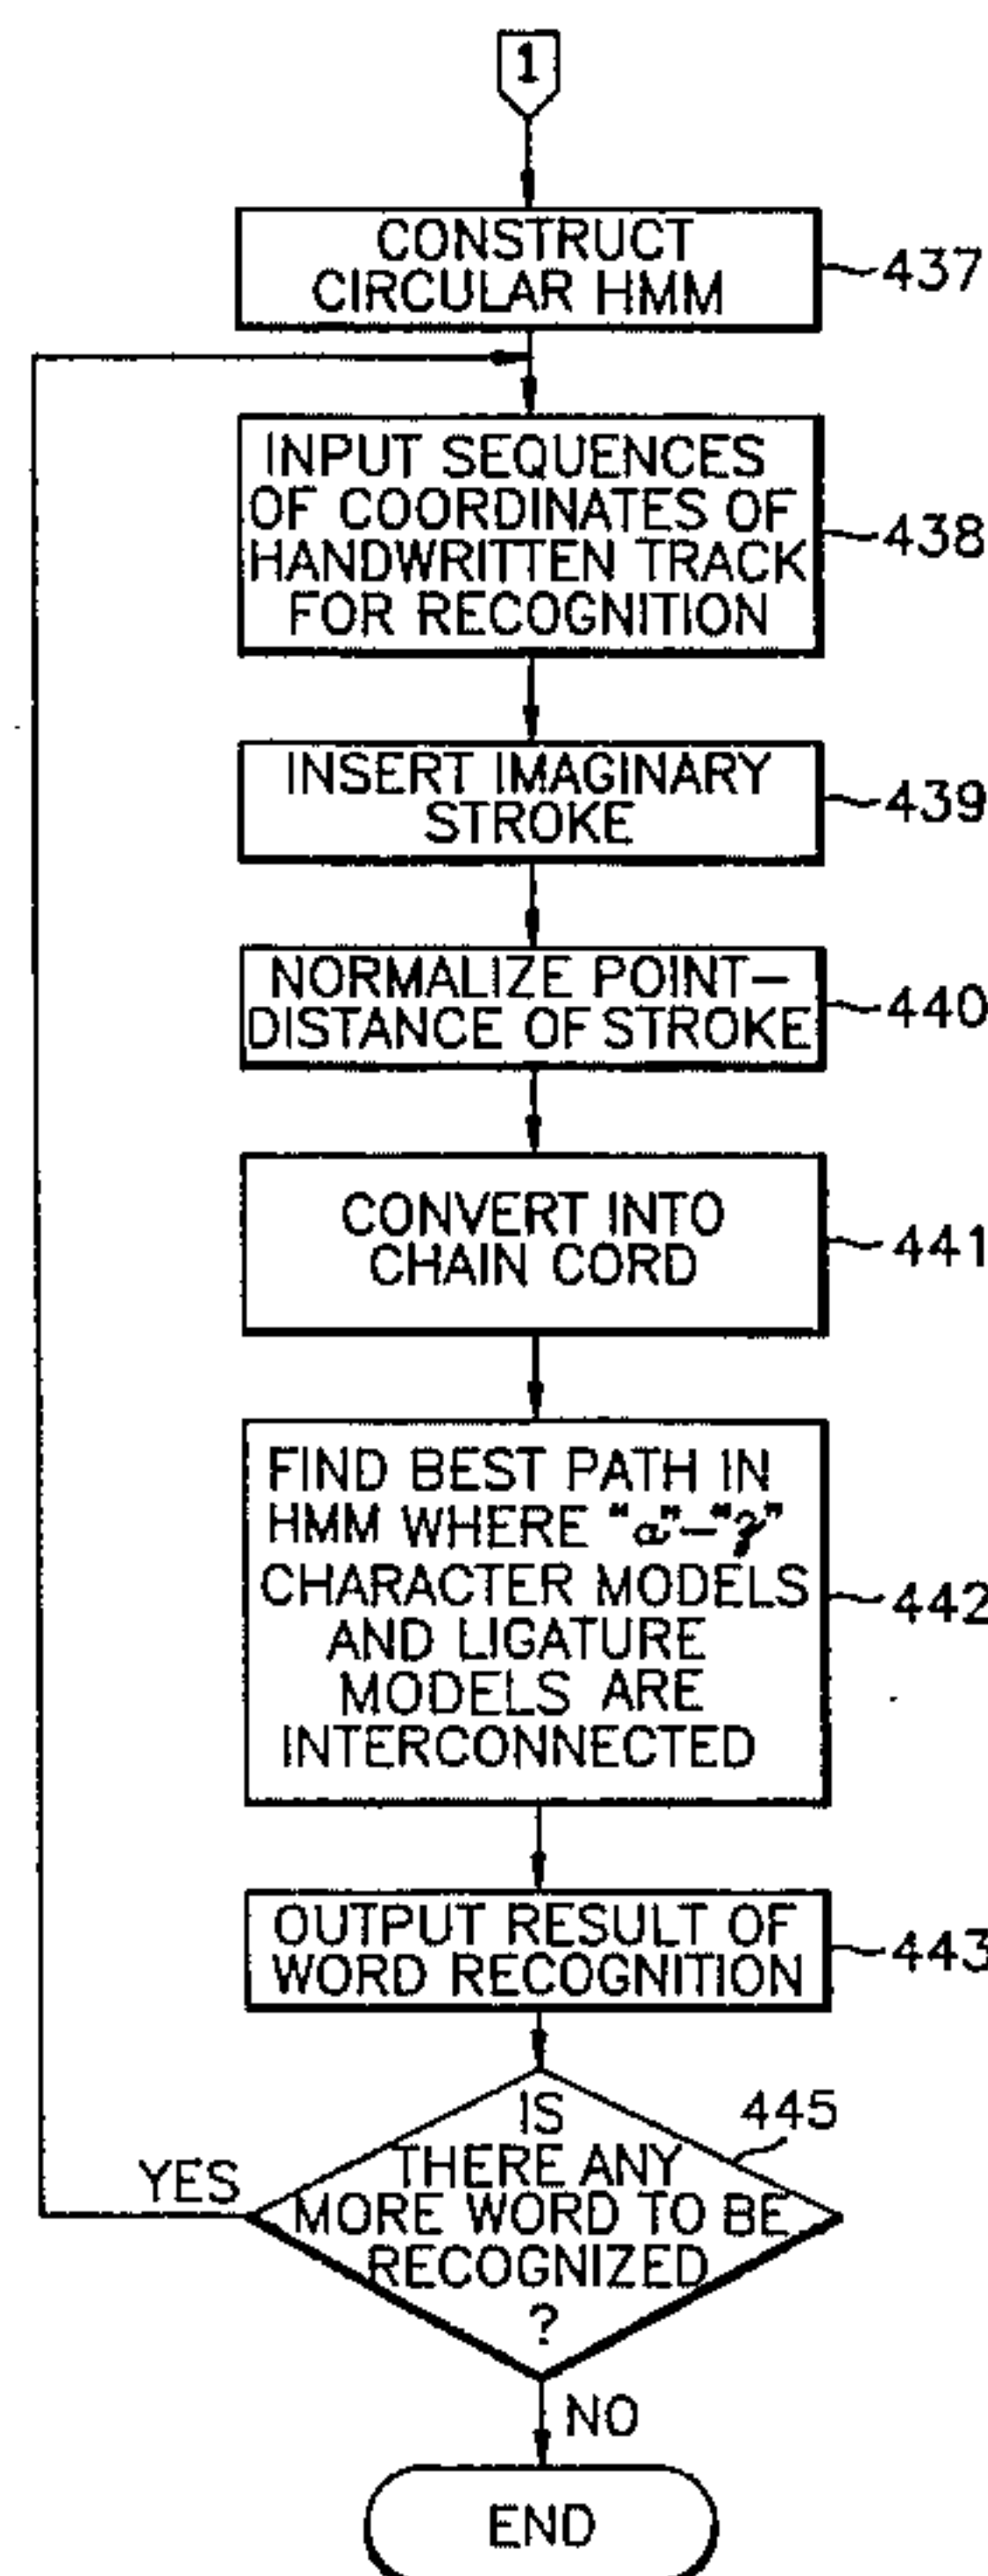 1
CONSTRUCT
CIRCULAR HMM
437
INPUT SEQUENCES
OF COORDINATES OF
HANDWRITTEN TRACK
FOR RECOGNITION
438
INSERT IMAGINARY
STROKE
439
NORMALIZE POINT-
DISTANCE OF STROKE
440
CONVERT INTO
CHAIN CORD
441
FIND BEST PATH IN
HMM WHERE "a"-"z"
CHARACTER MODELS
AND LIGATURE
MODELS ARE
INTERCONNECTED
442
OUTPUT RESULT OF
WORD RECOGNITION
443
IS
THERE ANY
MORE WORD TO BE
RECOGNIZED
?
445
YES
NO
END